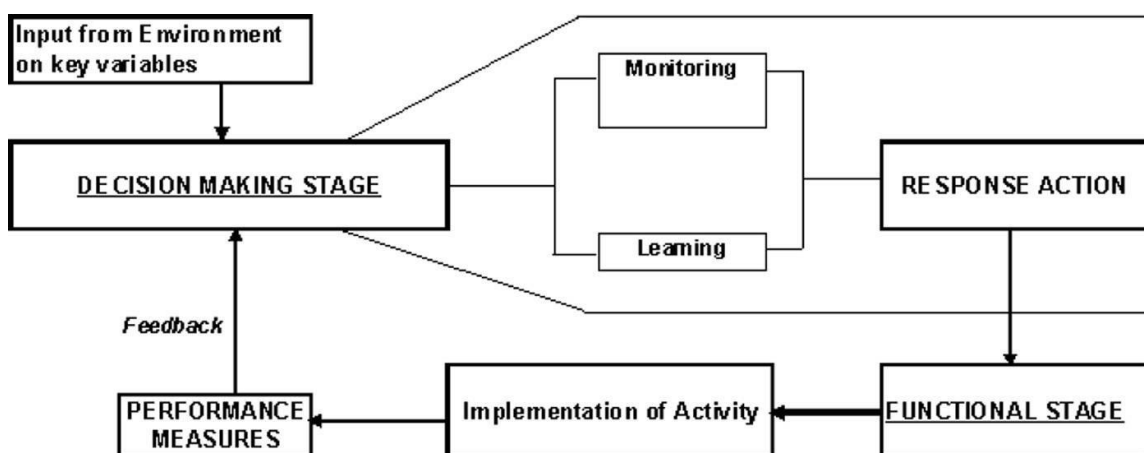 Input from Environment
on key variables
Monitoring
DECISION MAKING STAGE
RESPONSE ACTION
Learning
Feedback
PERFORMANCE
MEASURES
Implementation of Activity
FUNCTIONAL STAGE